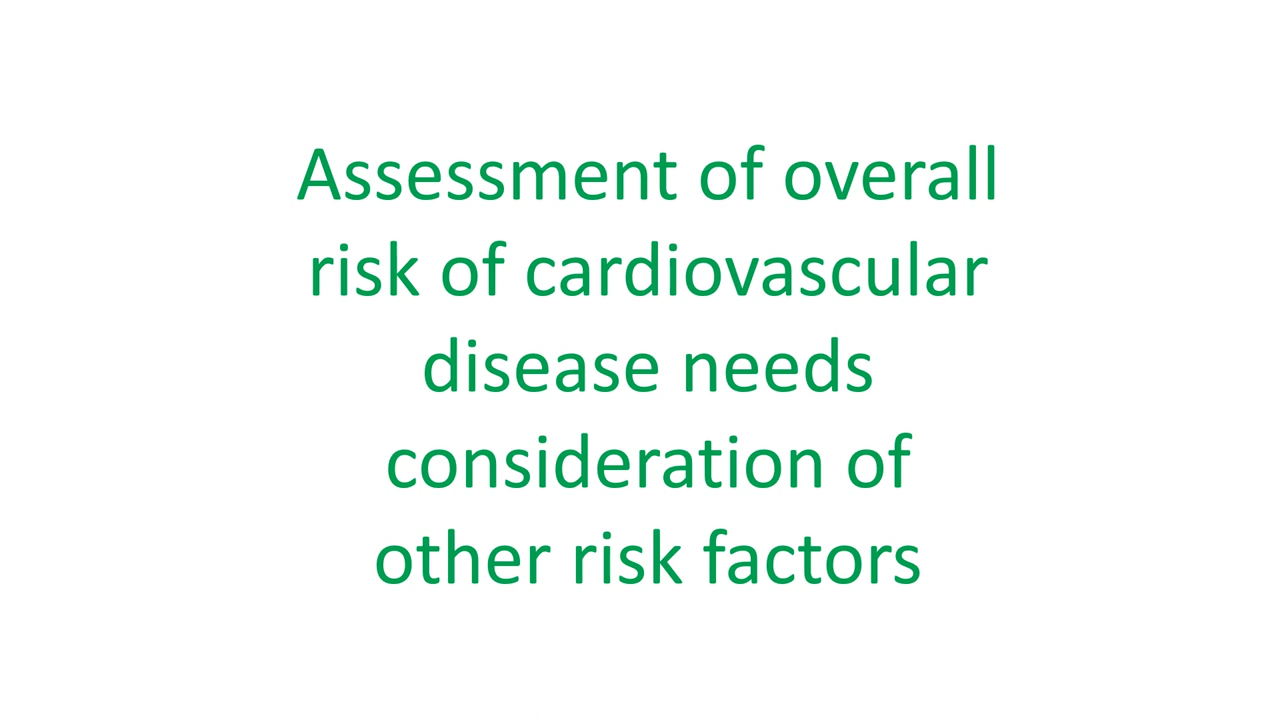 Assessment of overall
risk of cardiovascular
disease needs
consideration of
other risk factors